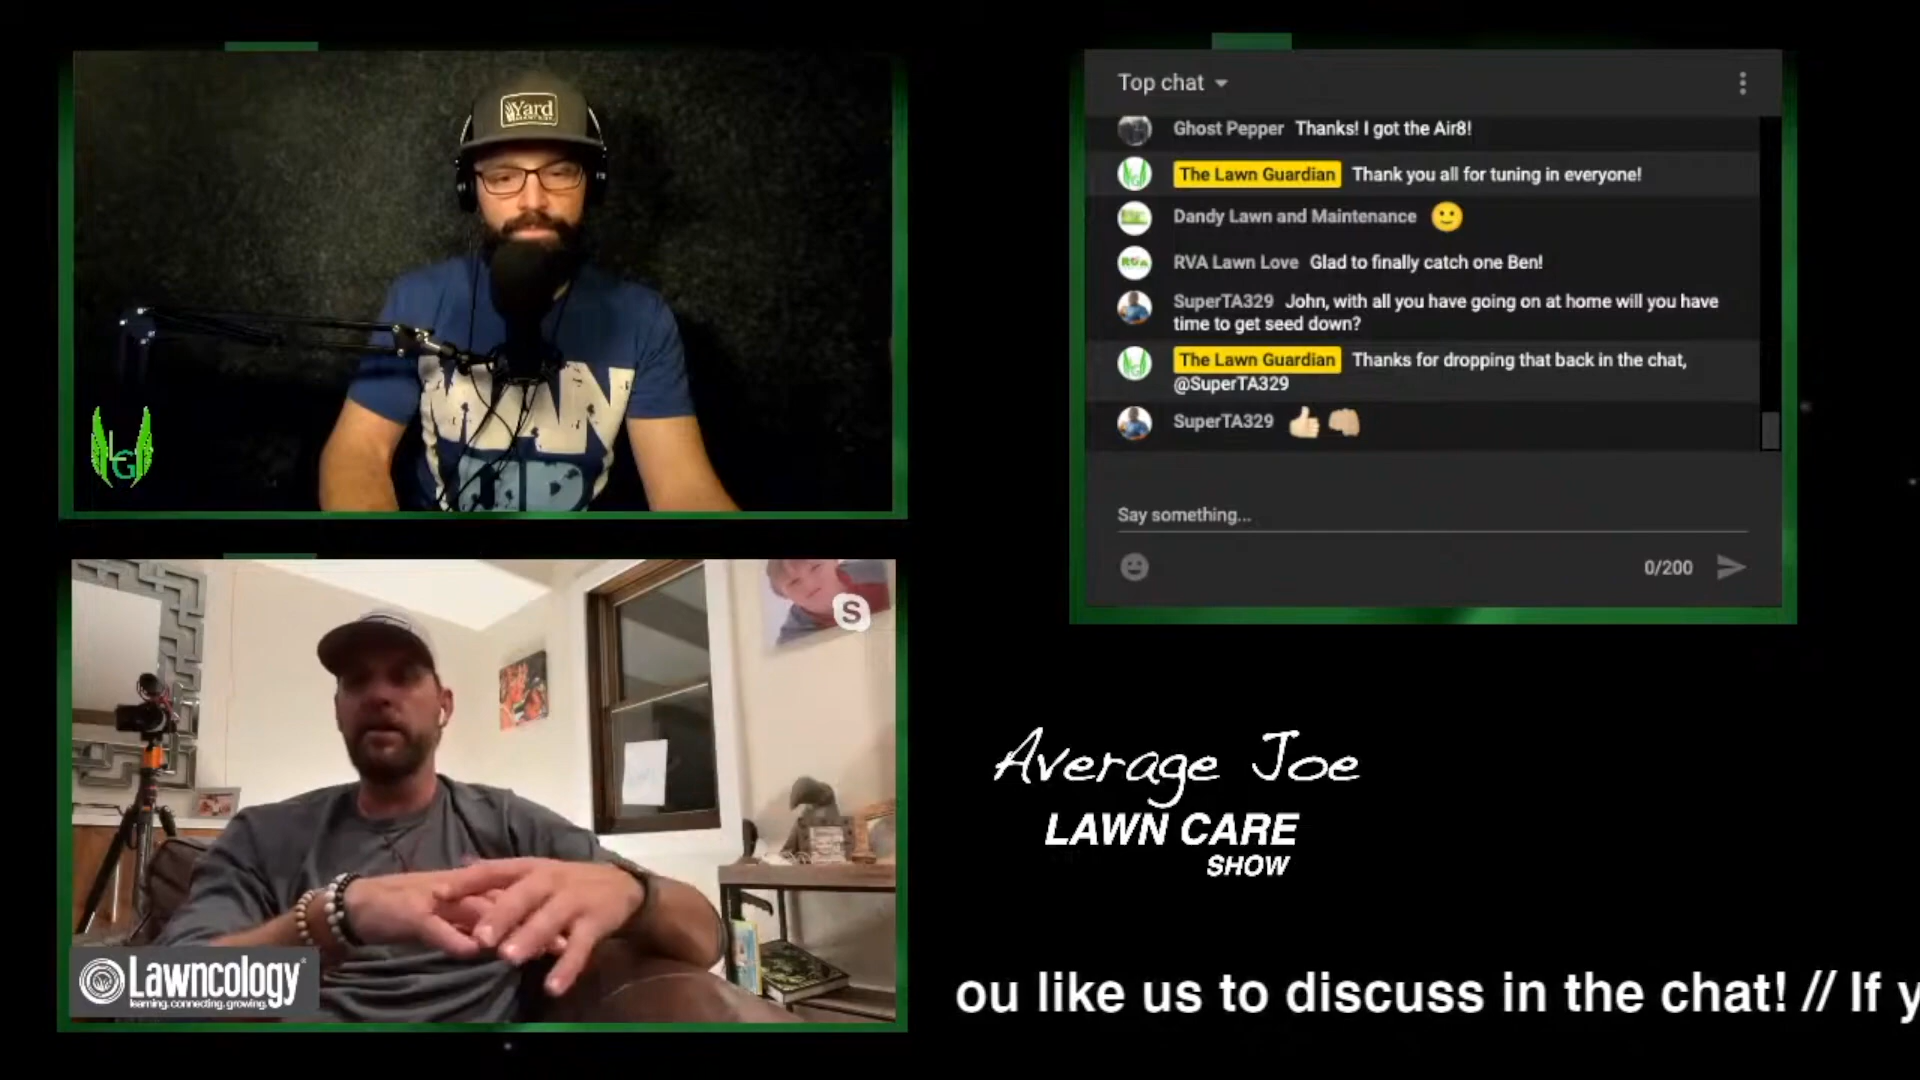 Yard
LG
Lawncology
learning.connecting.growing.
S
Top chat
Ghost Pepper Thanks! I got the Air8!
The Lawn Guardian Thank you all for tuning in everyone!
Dandy Lawn and Maintenance 🙂
RVA Lawn Love Glad to finally catch one Ben!
SuperTA329 John, with all you have going on at home will you have
time to get seed down?
The Lawn Guardian Thanks for dropping that back in the chat,
@SuperTA329
SuperTA329 👍🏻👊🏻
Say something...
0/200
Average Joe
LAWN CARE
SHOW
ou like us to discuss in the chat! // If y